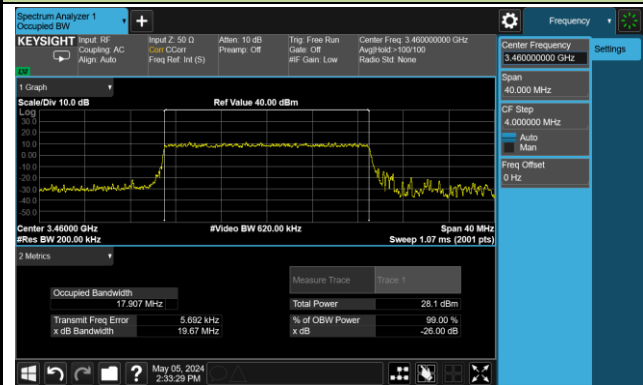 Spectrum Analyzer 1
Occupied BW
+
Frequency
KEYSIGHT
Input: RF
Coupling: AC
Align: Auto
Input Z: 50 Ω
Corr CCorr
Freq Ref: Int (S)
Atten: 10 dB
Preamp: Off
Trig: Free Run
Gate: Off
#IF Gain: Low
Center Freq: 3.460000000 GHz
Avg|Hold:>100/100
Radio Std: None
Center Frequency
3.460000000 GHz
Settings
Span
40.000 MHz
CF Step
4.000000 MHz
Auto
Man
Freq Offset
0 Hz
1 Graph
Scale/Div 10.0 dB
Ref Value 40.00 dBm
Log
30.0
20.0
10.0
0.00
-10.0
-20.0
-30.0
-40.0
-50.0
Center 3.46000 GHz
#Video BW 620.00 kHz
Span 40 MHz
#Res BW 200.00 kHz
Sweep 1.07 ms (2001 pts)
2 Metrics
Measure Trace
Trace 1
Occupied Bandwidth
17.907 MHz
Total Power
28.1 dBm
Transmit Freq Error
5.692 kHz
% of OBW Power
99.00 %
x dB Bandwidth
19.67 MHz
x dB
-26.00 dB
?
May 05, 2024
2:33:29 PM